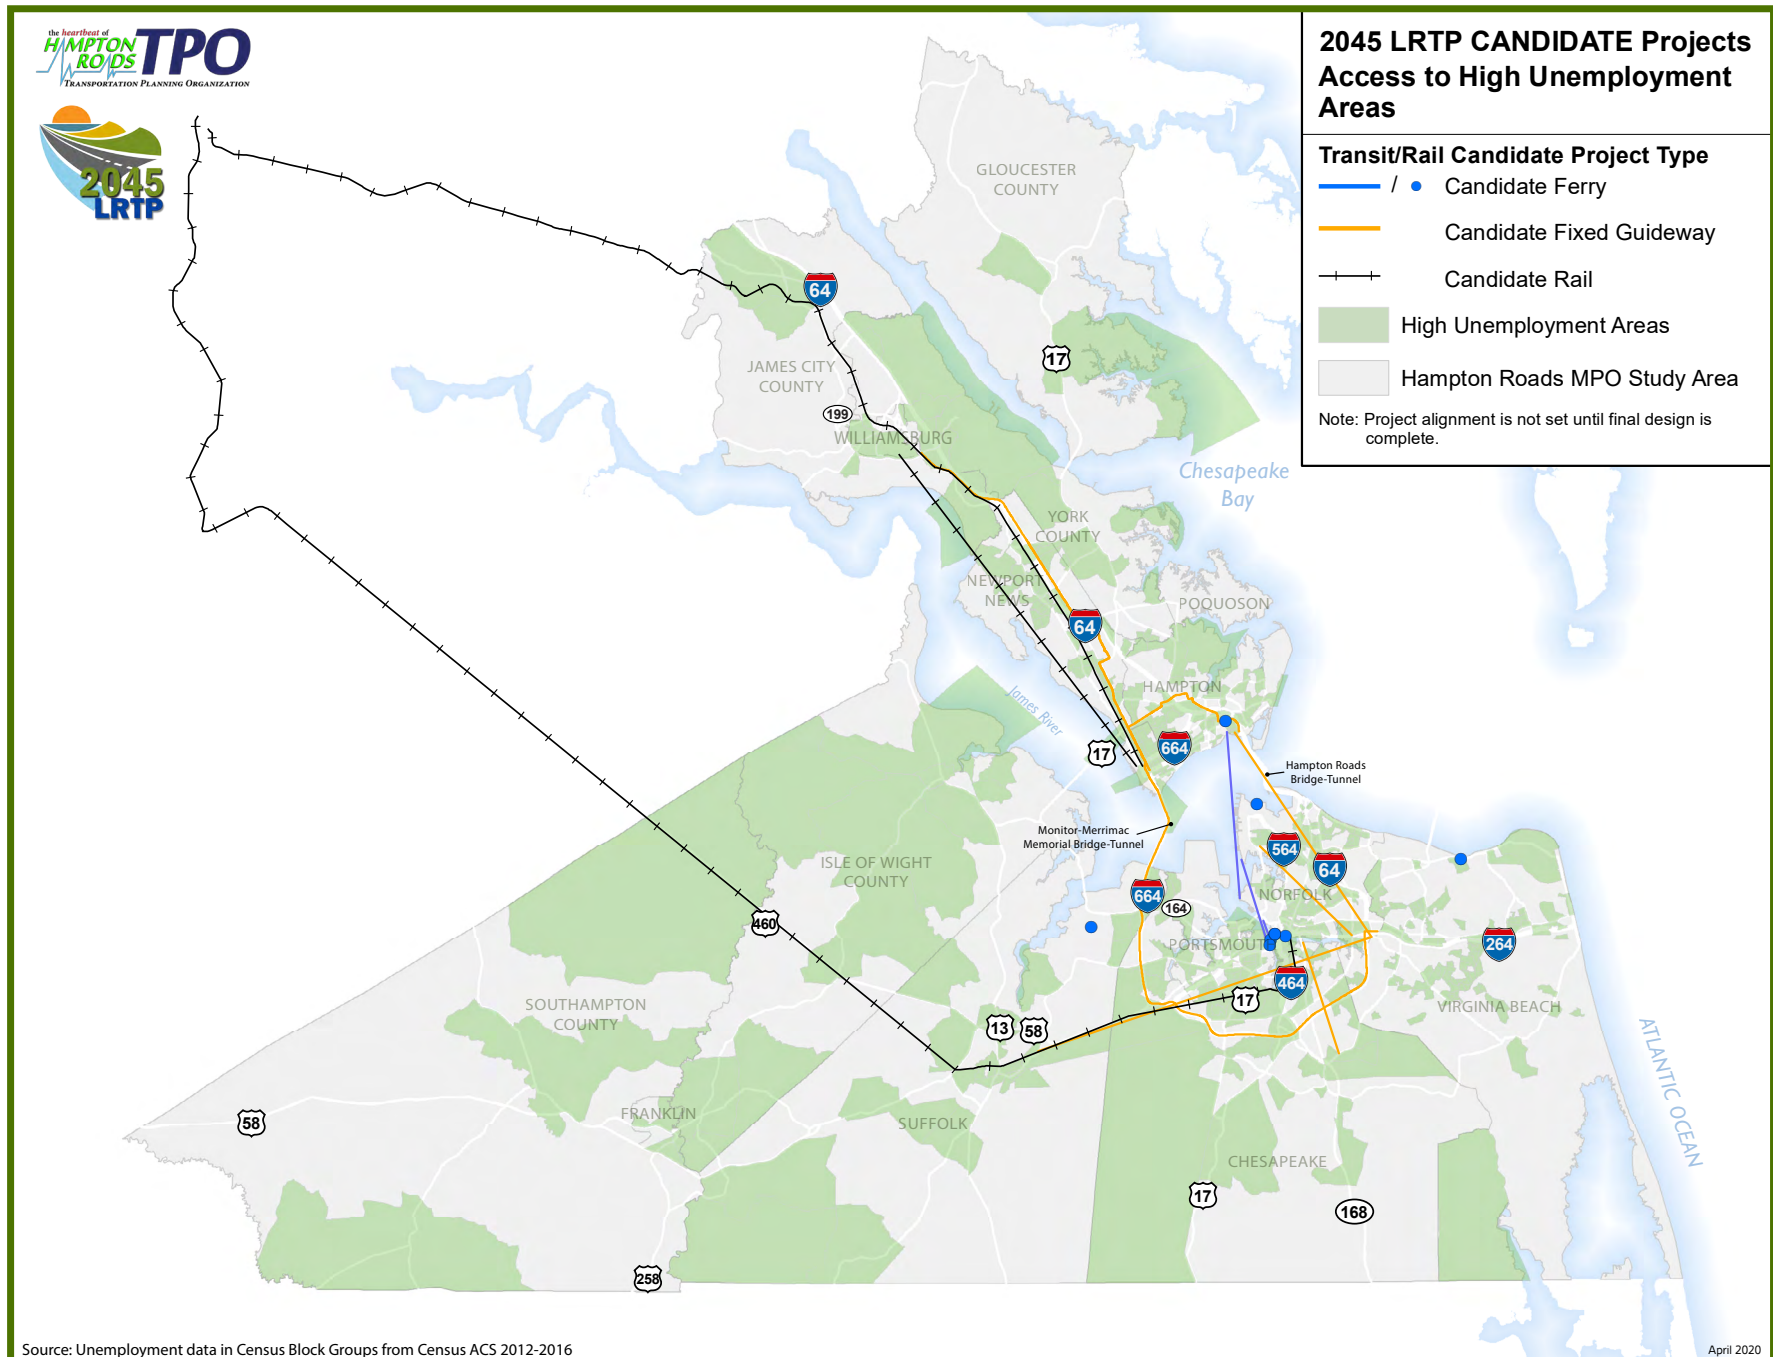 the heartbeat of
HAMPTON
ROADS
TPO
TRANSPORTATION PLANNING ORGANIZATION
2045
LRTP
2045 LRTP CANDIDATE Projects
Access to High Unemployment
Areas
Transit/Rail Candidate Project Type
/ Candidate Ferry
Candidate Fixed Guideway
Candidate Rail
High Unemployment Areas
Hampton Roads MPO Study Area
Note: Project alignment is not set until final design is
complete.
GLOUCESTER
COUNTY
64
17
JAMES CITY
COUNTY
199
WILLIAMSBURG
Chesapeake
Bay
YORK
COUNTY
NEWPORT
NEWS
POQUOSON
64
HAMPTON
James River
17
664
Hampton Roads
Bridge-Tunnel
Monitor-Merrimac
Memorial Bridge-Tunnel
564
64
ISLE OF WIGHT
COUNTY
664
164
NORFOLK
460
PORTSMOUTH
264
464
17
SOUTHAMPTON
COUNTY
VIRGINIA BEACH
13
58
ATLANTIC OCEAN
58
FRANKLIN
SUFFOLK
CHESAPEAKE
17
168
258
Source: Unemployment data in Census Block Groups from Census ACS 2012-2016
April 2020